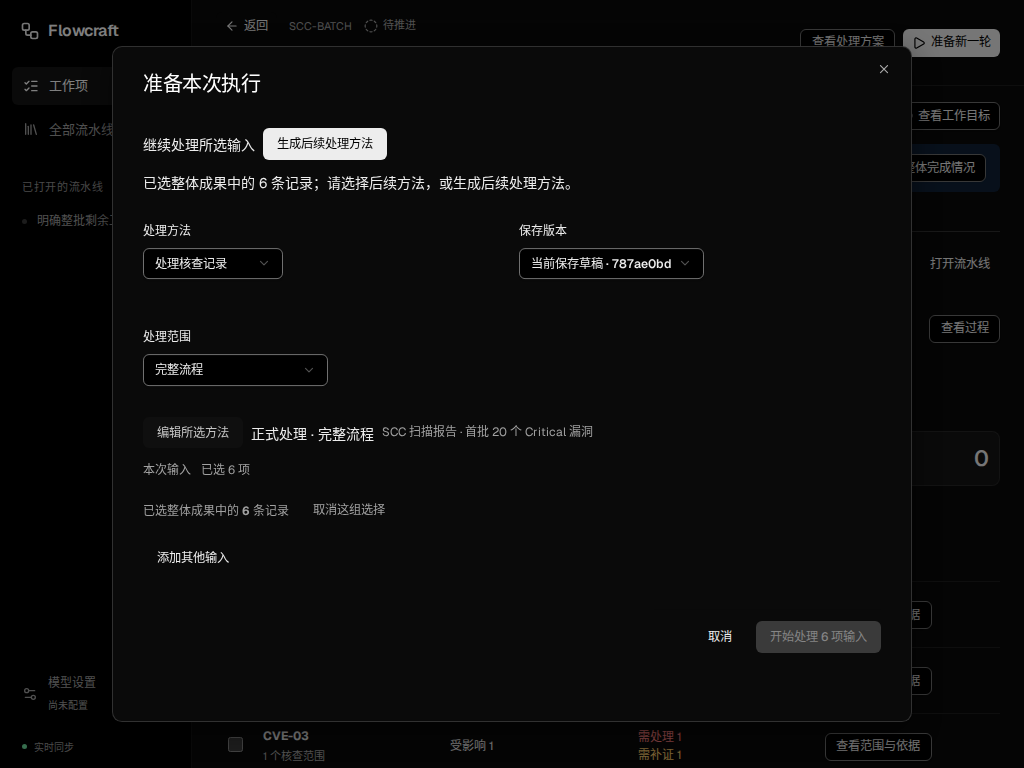 Flowcraft
返回
SCC-BATCH
待推进
查看处理方案
准备新一轮
工作项
全部流水线
已打开的流水线
明确整批剩余
查看工作目标
整体完成情况
打开流水线
查看过程
0
准备本次执行
继续处理所选输入
生成后续处理方法
已选整体成果中的 6 条记录；请选择后续方法，或生成后续处理方法。
处理方法
保存版本
处理核查记录
当前保存草稿 · 787ae0bd
处理范围
完整流程
编辑所选方法
正式处理 · 完整流程
SCC 扫描报告 · 首批 20 个 Critical 漏洞
本次输入 已选 6 项
已选整体成果中的 6 条记录
取消这组选择
添加其他输入
取消
开始处理 6 项输入
据
据
模型设置
尚未配置
实时同步
CVE-03
1 个核查范围
受影响 1
需处理 1
需补证 1
查看范围与依据